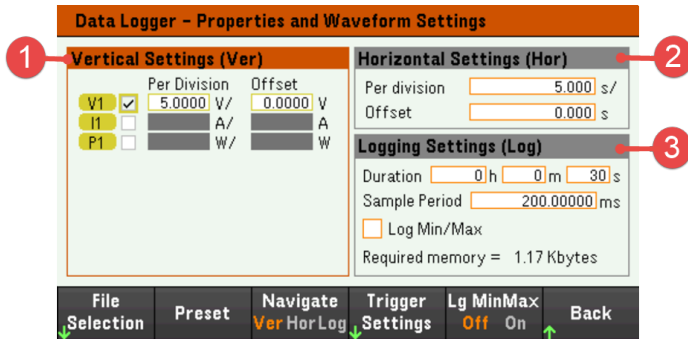 Data Logger - Properties and Waveform Settings
1
Vertical Settings (Ver)
Per Division Offset
V1 5.0000 V/ 0.0000 V
I1 A/ A
P1 W/ W
Horizontal Settings (Hor)
2
Per division 5.000 s/
Offset 0.000 s
Logging Settings (Log)
3
Duration 0 h 0 m 30 s
Sample Period 200.00000 ms
Log Min/Max
Required memory = 1.17 Kbytes
File Selection
Preset
Navigate
Ver Hor Log
Trigger Settings
Lg MinMax
Off On
Back